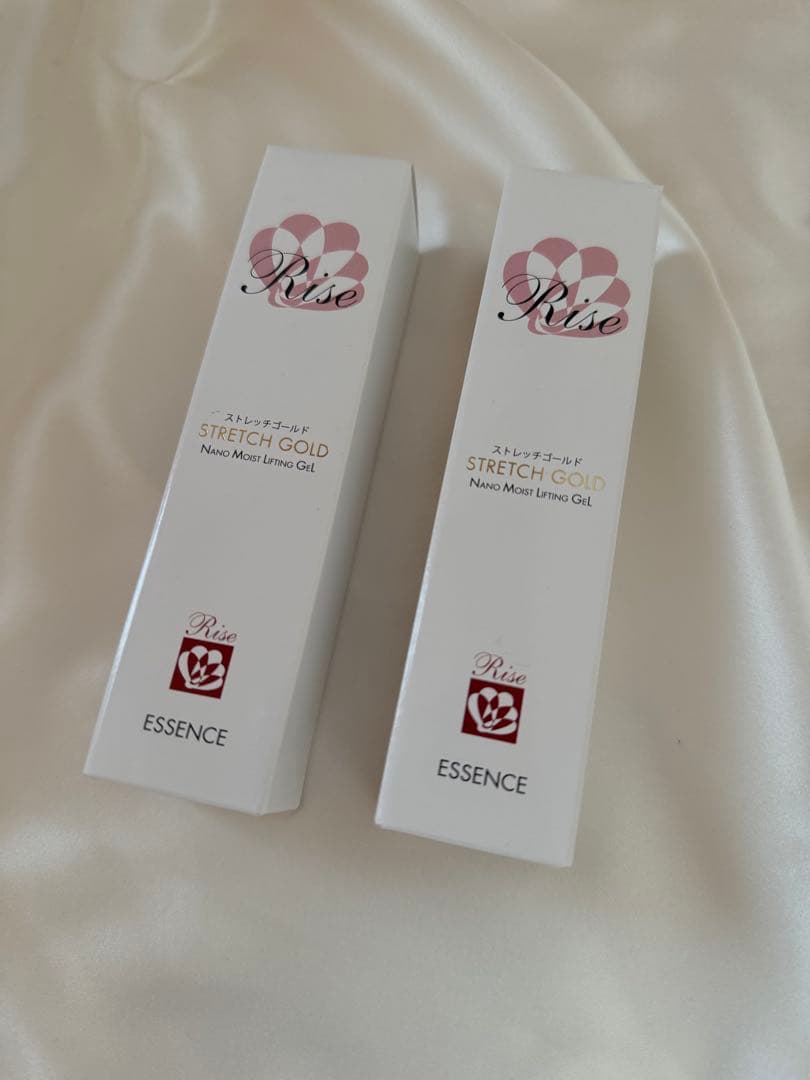 Rise
ストレッチゴールド
STRETCH GOLD
NANO MOIST LIFTING GEL
Rise
ESSENCE
Rise
ストレッチゴールド
STRETCH GOLD
NANO MOIST LIFTING GEL
Rise
ESSENCE